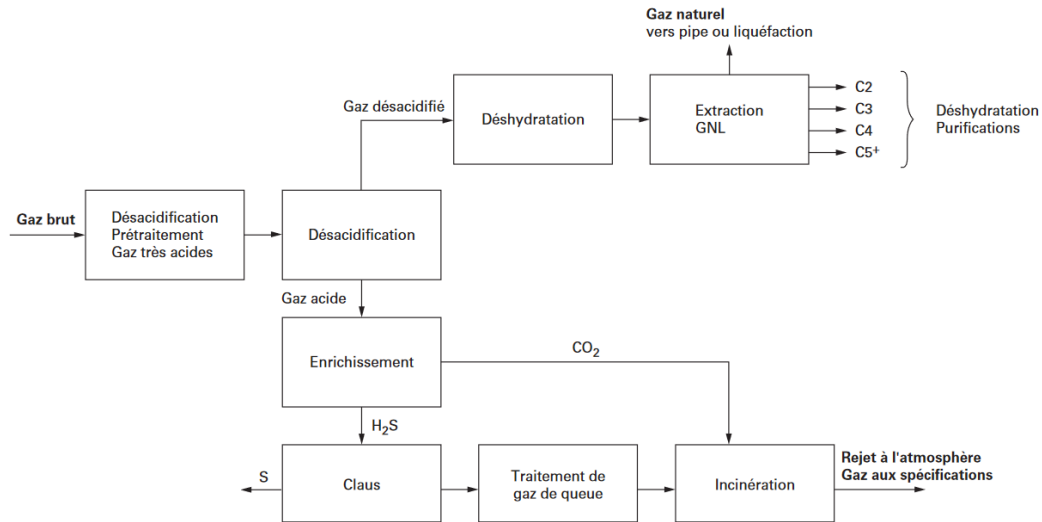 Gaz naturel
vers pipe ou liquéfaction
Gaz désacidifié
Déshydratation
Extraction
GNL
C2
C3
C4
C5+
Déshydratation
Purifications
Gaz brut
Désacidification
Prétraitement
Gaz très acides
Désacidification
Gaz acide
Enrichissement
CO2
H2S
S
Claus
Traitement de
gaz de queue
Incinération
Rejet à l'atmosphère
Gaz aux spécifications